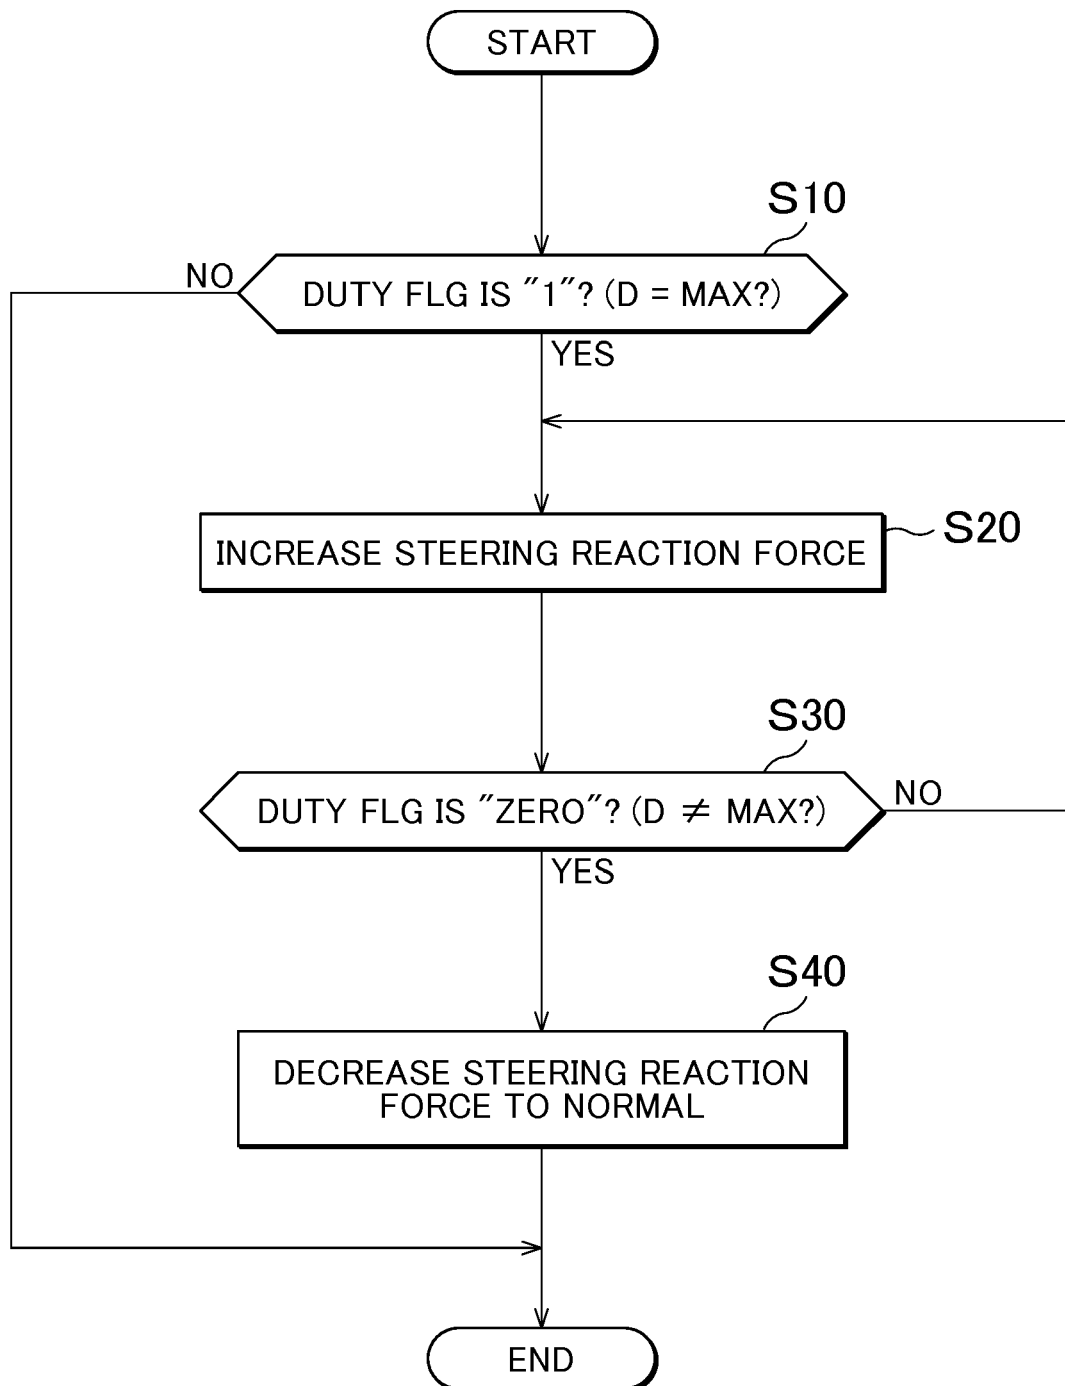 START
S10
NO
DUTY FLG IS "1"? (D = MAX?)
YES
INCREASE STEERING REACTION FORCE
S20
S30
DUTY FLG IS "ZERO"? (D ≠ MAX?)
NO
YES
S40
DECREASE STEERING REACTION
FORCE TO NORMAL
END